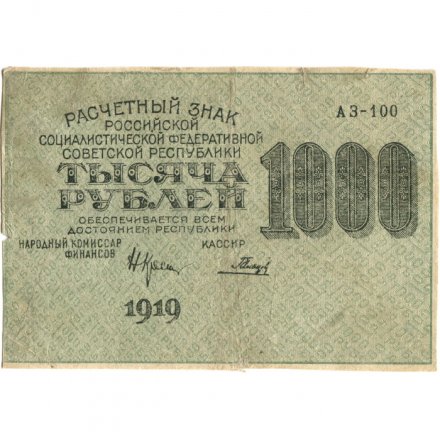 РАСЧЕТНЫЙ ЗНАК
РОССИЙСКОЙ
СОЦИАЛИСТИЧЕСКОЙ ФЕДЕРАТИВНОЙ
СОВЕТСКОЙ РЕСПУБЛИКИ
ТЫСЯЧА
РУБЛЕЙ
ОБЕСПЕЧИВАЕТСЯ ВСЕМ
ДОСТОЯНИЕМ РЕСПУБЛИКИ
НАРОДНЫЙ КОМИССАР
ФИНАНСОВ
КАССИР
1919
АЗ-100
1000